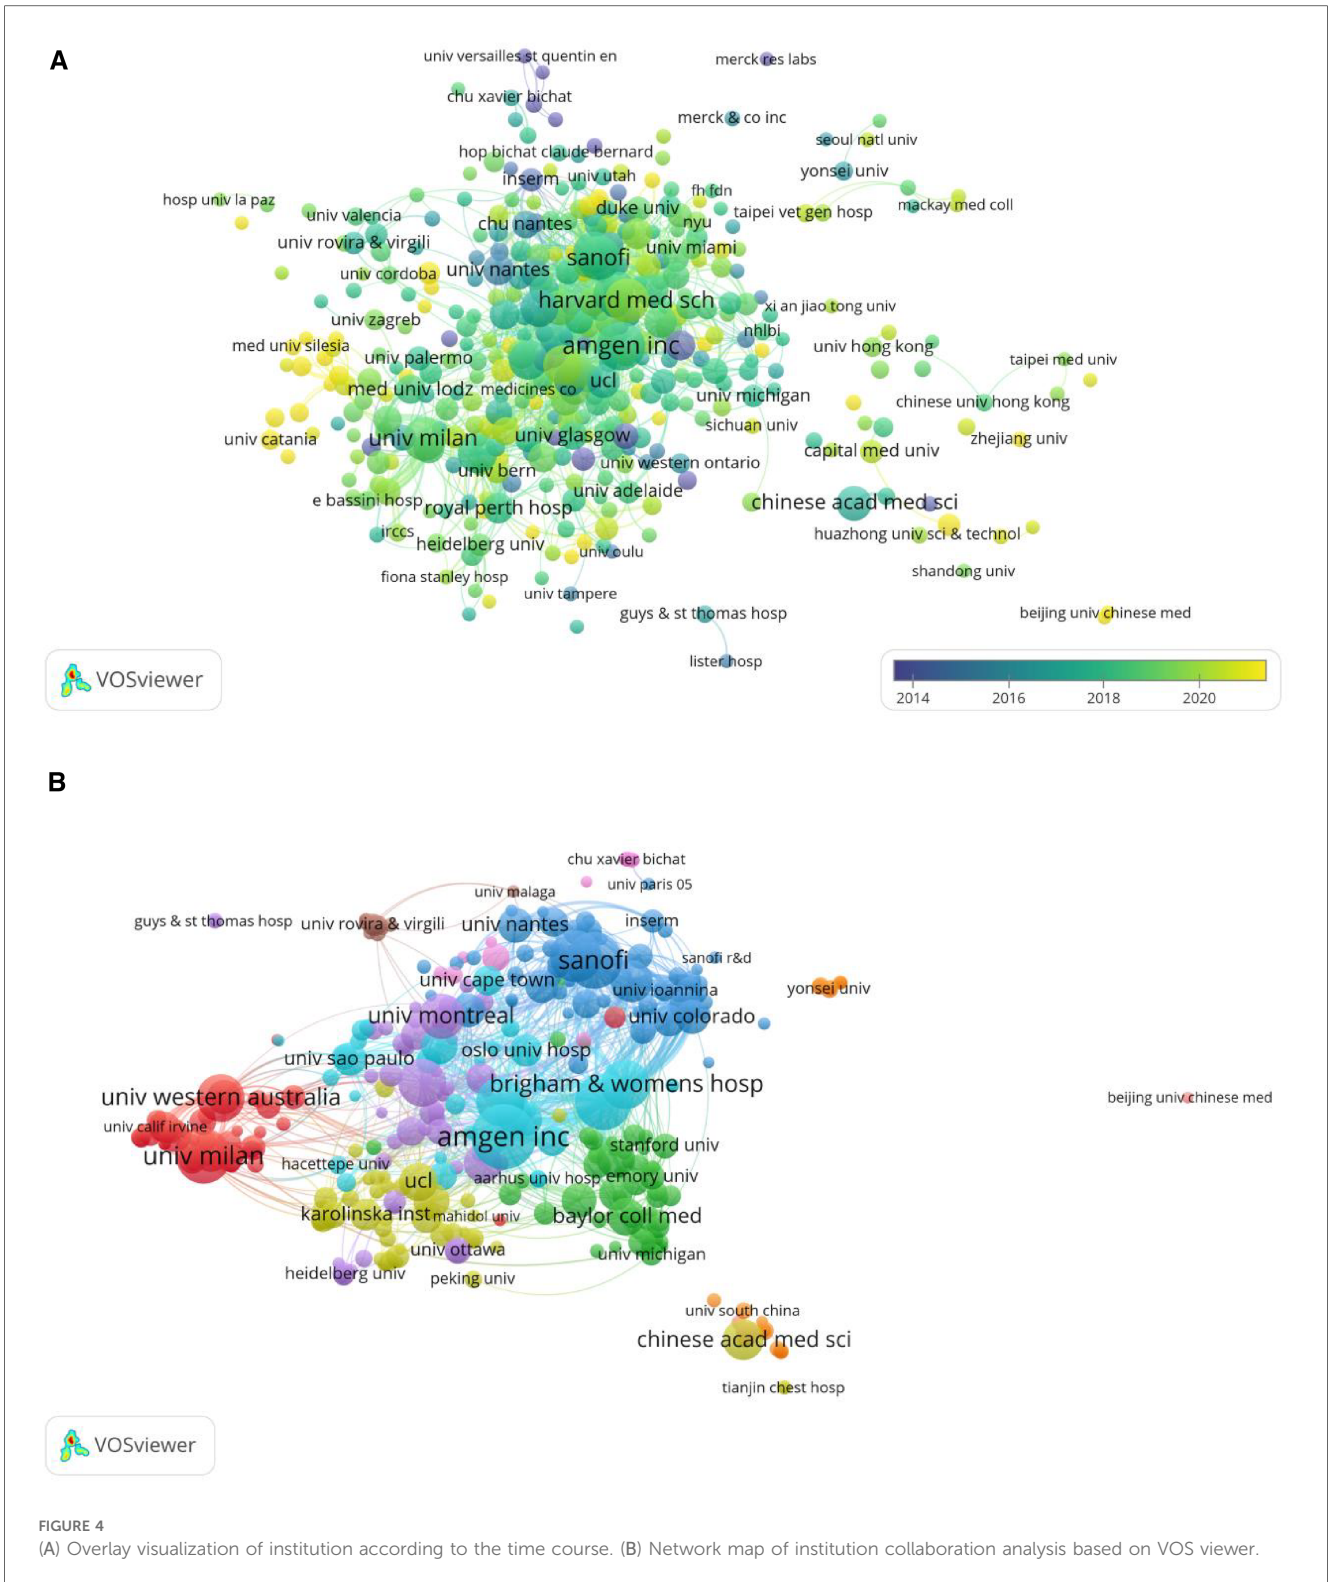 A
univ versailles st quentin en
merck res labs
chu xavier bichat
merck & co inc
seoul natl univ
hop bichat claude bernard
yonsei univ
inserm
univ utah
fh fdn
hosp univ la paz
duke univ
taipei vet gen hosp
mackay med coll
univ valencia
chu nantes
nyu
univ rovira & virgili
univ miami
sanofi
univ cordoba
univ nantes
harvard med sch
xi an jiao tong univ
univ zagreb
nhlbi
med univ silesia
amgen inc
univ hong kong
univ palermo
taipei med univ
ucl
med univ lodz
medicines co
univ michigan
chinese univ hong kong
sichuan univ
univ catania
univ milan
univ glasgow
zhejiang univ
capital med univ
univ bern
univ western ontario
univ adelaide
e bassini hosp
royal perth hosp
chinese acad med sci
irccs
huazhong univ sci & technol
heidelberg univ
univ oulu
fiona stanley hosp
shandong univ
univ tampere
guys & st thomas hosp
beijing univ chinese med
lister hosp
VOSviewer
2014
2016
2018
2020
B
chu xavier bichat
univ paris 05
univ malaga
guys & st thomas hosp
univ rovira & virgili
univ nantes
inserm
sanofi
sanofi r&d
univ cape town
univ ioannina
yonsei univ
univ montreal
univ colorado
oslo univ hosp
univ sao paulo
brigham & womens hosp
univ western australia
beijing univ chinese med
univ calif irvine
amgen inc
stanford univ
univ milan
hacettepe univ
ucl
aarhus univ hosp
emory univ
karolinska inst
mahidol univ
baylor coll med
univ ottawa
univ michigan
heidelberg univ
peking univ
univ south china
chinese acad med sci
tianjin chest hosp
VOSviewer
FIGURE 4
(A) Overlay visualization of institution according to the time course. (B) Network map of institution collaboration analysis based on VOS viewer.